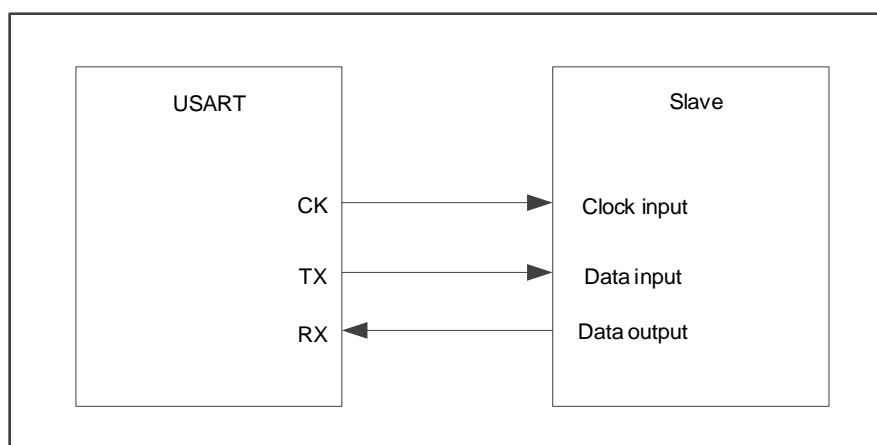 USART
Slave
CK
Clock input
TX
Data input
RX
Data output